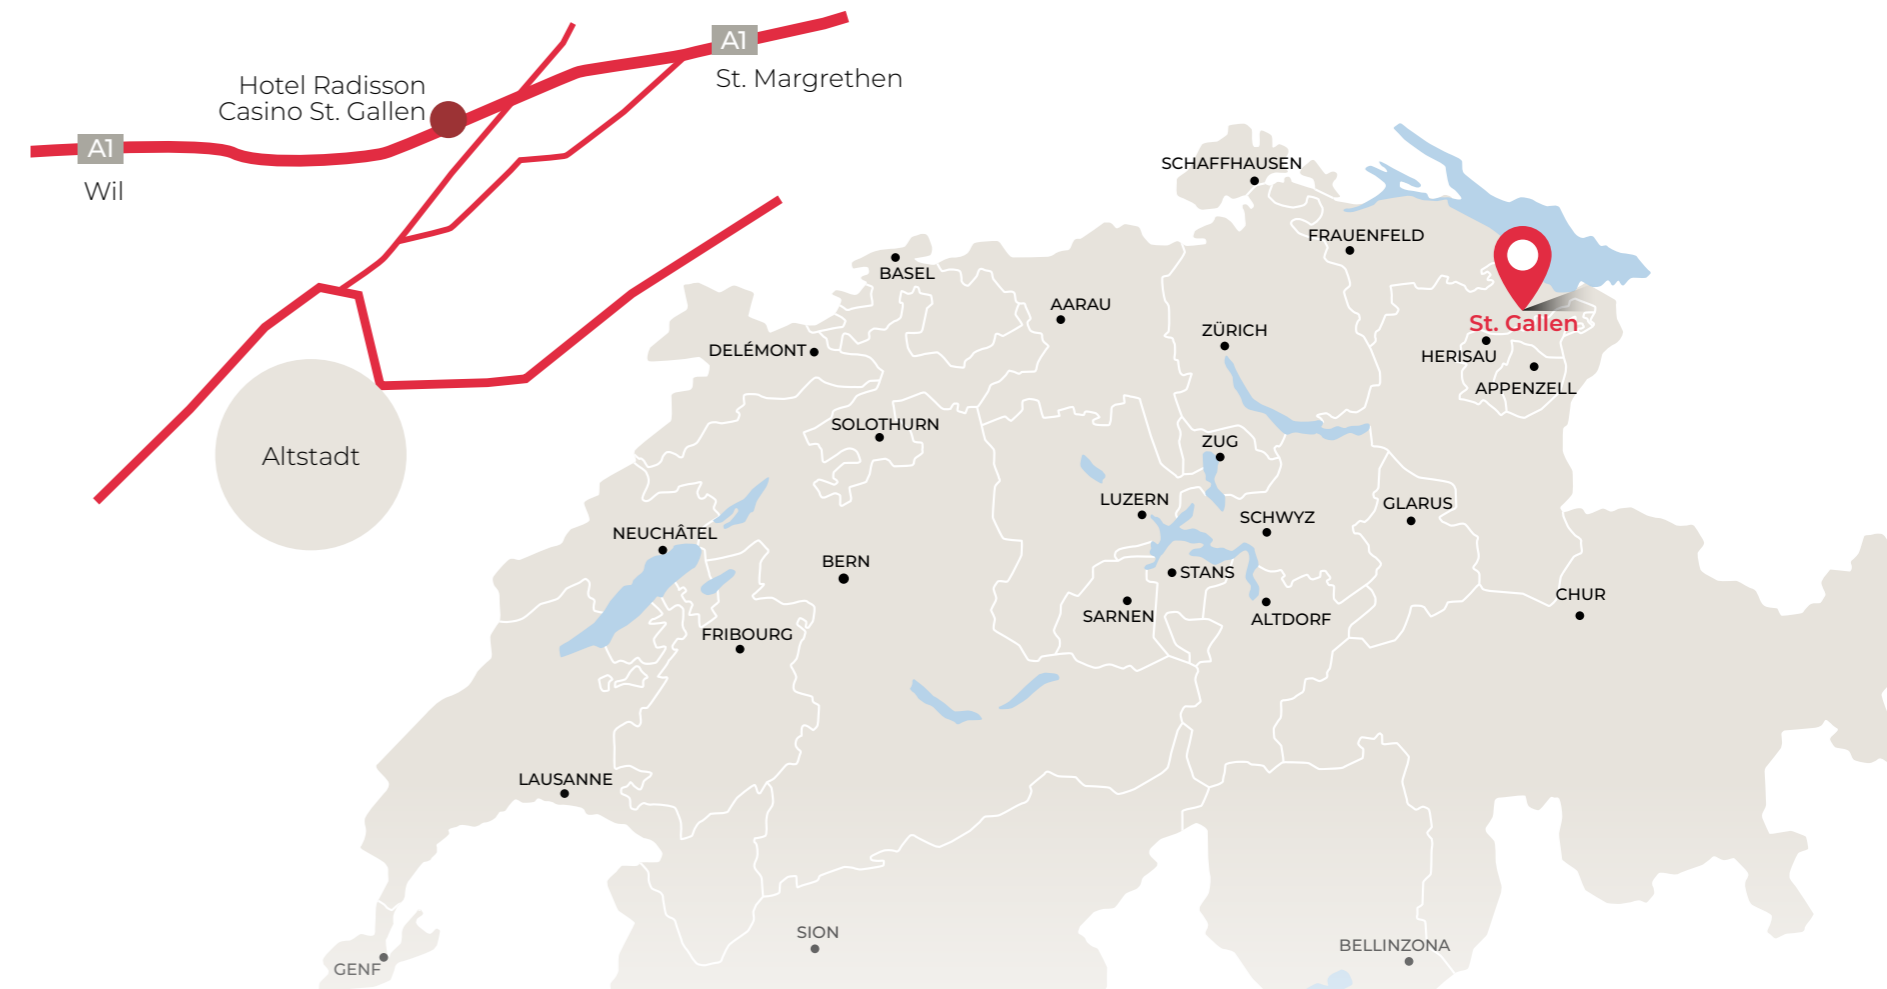 A1
St. Margrethen
Hotel Radisson
Casino St. Gallen
A1
Wil
Altstadt
SCHAFFHAUSEN
FRAUENFELD
BASEL
AARAU
ZÜRICH
St. Gallen
DELÉMONT
HERISAU
APPENZELL
SOLOTHURN
ZUG
LUZERN
GLARUS
SCHWYZ
NEUCHÂTEL
BERN
STANS
CHUR
SARNEN
ALTDORF
FRIBOURG
LAUSANNE
SION
BELLINZONA
GENF